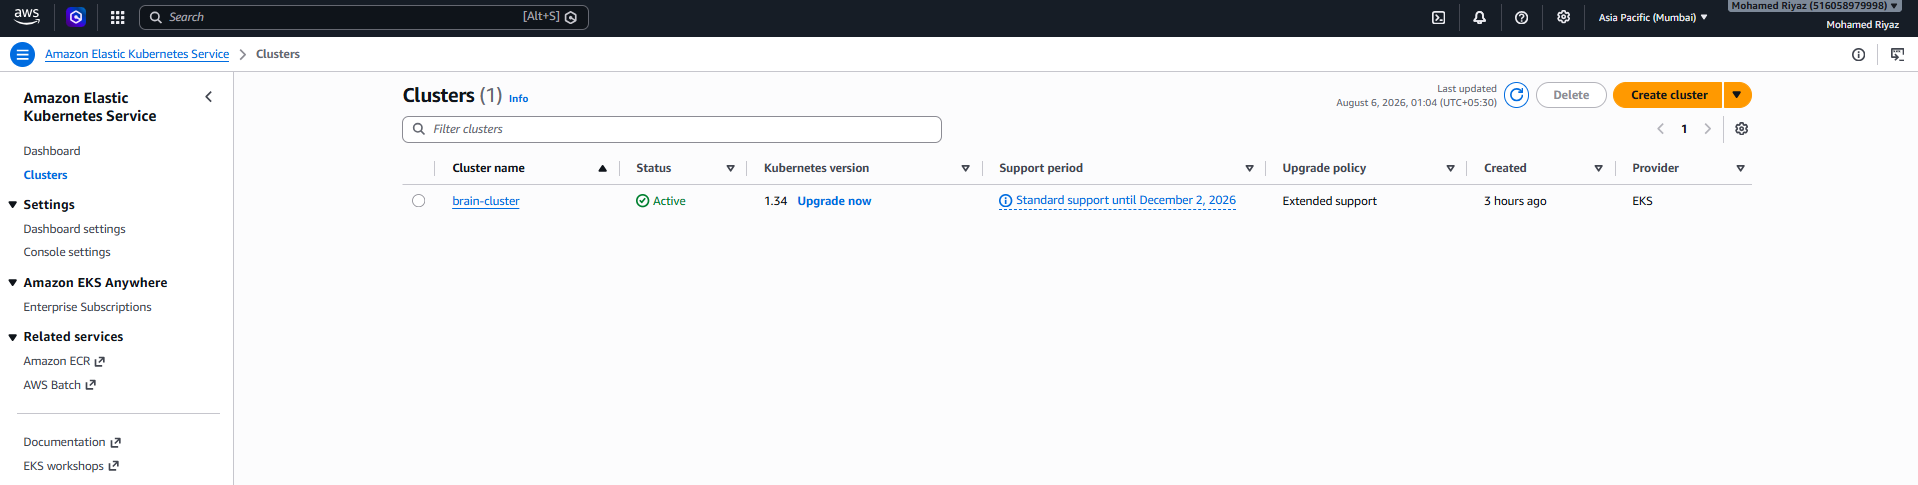 aws
Search [Alt+S]
Asia Pacific (Mumbai)
Mohamed Riyaz (516058979998)
Mohamed Riyaz
Amazon Elastic Kubernetes Service > Clusters
Amazon Elastic
Kubernetes Service
Dashboard
Clusters
Settings
Dashboard settings
Console settings
Amazon EKS Anywhere
Enterprise Subscriptions
Related services
Amazon ECR
AWS Batch
Documentation
EKS workshops
Clusters (1) Info
Last updated
August 6, 2026, 01:04 (UTC+05:30)
Delete
Create cluster
Filter clusters
1
Cluster name Status Kubernetes version Support period Upgrade policy Created Provider
brain-cluster Active 1.34 Upgrade now Standard support until December 2, 2026 Extended support 3 hours ago EKS